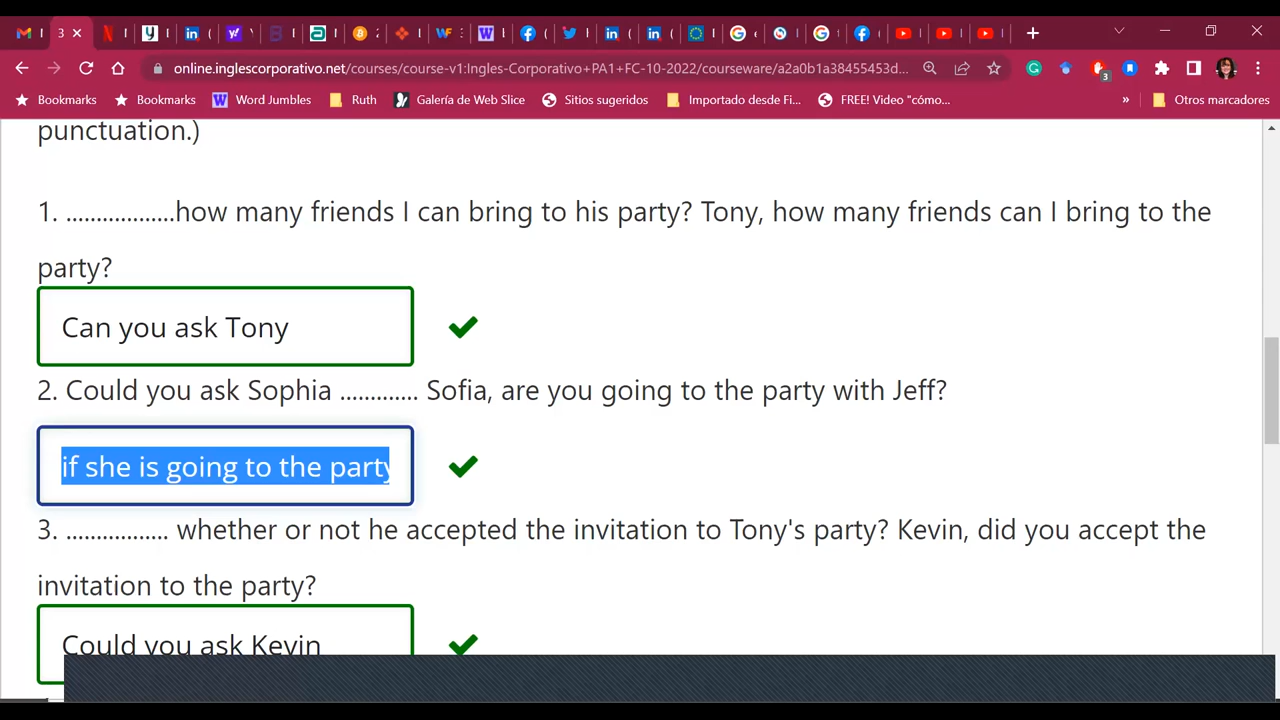 3
online.inglescorporativo.net/courses/course-v1:Ingles-Corporativo+PA1+FC-10-2022/courseware/a2a0b1a38455453d...
3
Bookmarks Bookmarks Word Jumbles Ruth Galería de Web Slice Sitios sugeridos Importado desde Fi... FREE! Video "cómo... » Otros marcadores
punctuation.)
1. ..................how many friends I can bring to his party? Tony, how many friends can I bring to the
party?
Can you ask Tony
2. Could you ask Sophia ............. Sofia, are you going to the party with Jeff?
if she is going to the party
3. ................. whether or not he accepted the invitation to Tony's party? Kevin, did you accept the
invitation to the party?
Could you ask Kevin